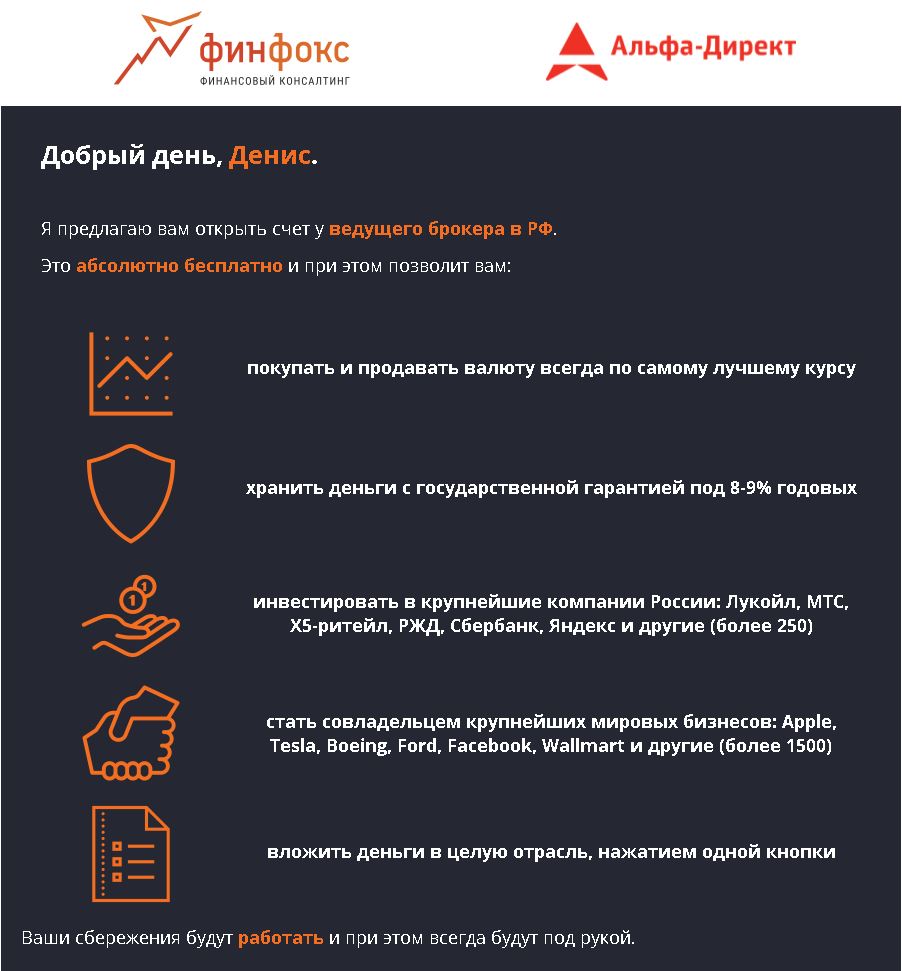 финфокс
ФИНАНСОВЫЙ КОНСАЛТИНГ
Альфа-Директ
Добрый день, Денис.
Я предлагаю вам открыть счет у ведущего брокера в РФ.
Это абсолютно бесплатно и при этом позволит вам:
покупать и продавать валюту всегда по самому лучшему курсу
хранить деньги с государственной гарантией под 8-9% годовых
1
1
инвестировать в крупнейшие компании России: Лукойл, МТС,
Х5-ритейл, РЖД, Сбербанк, Яндекс и другие (более 250)
стать совладельцем крупнейших мировых бизнесов: Apple,
Tesla, Boeing, Ford, Facebook, Wallmart и другие (более 1500)
вложить деньги в целую отрасль, нажатием одной кнопки
Ваши сбережения будут работать и при этом всегда будут под рукой.